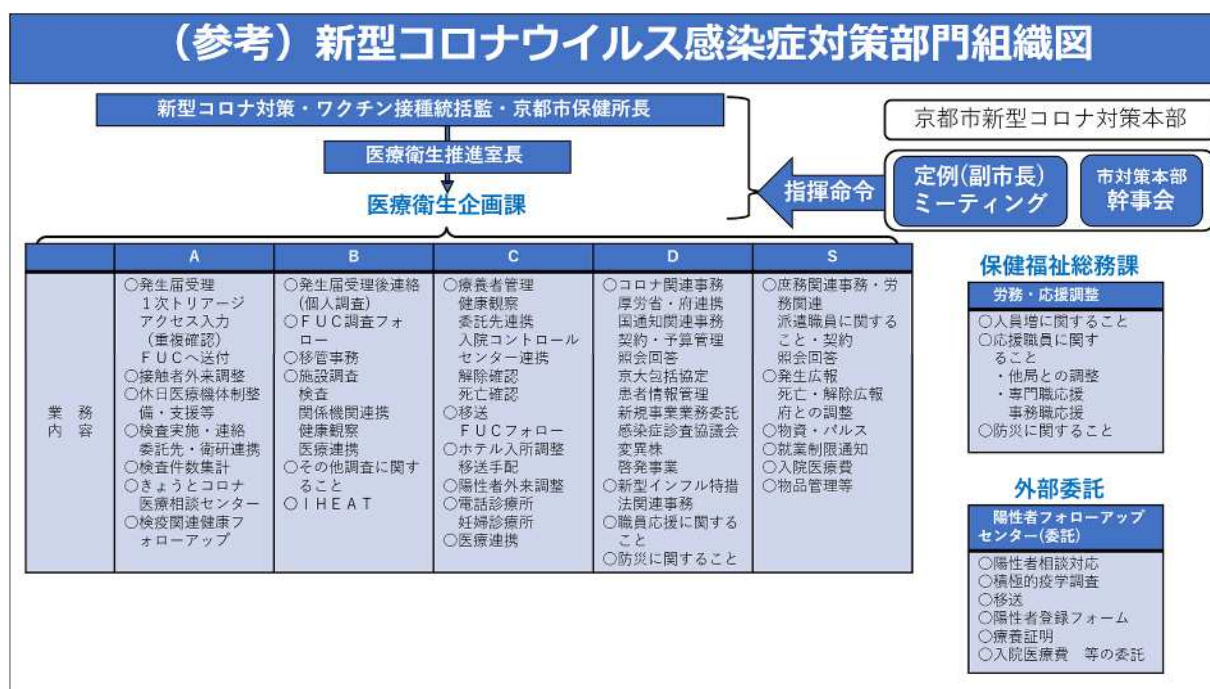 （参考）新型コロナウイルス感染症対策部門組織図
新型コロナ対策・ワクチン接種統括監・京都市保健所長
医療衛生推進室長
医療衛生企画課
指揮命令
京都市新型コロナ対策本部
定例(副市長)
ミーティング
市対策本部
幹事会
業　務
内　容
A
○発生届受理
１次トリアージ
アクセス入力
（重複確認）
ＦＵＣへ送付
○接触者外来調整
○休日医療機体制整
備・支援等
○検査実施・連絡
委託先・衛研連携
○検査件数集計
○きょうとコロナ
医療相談センター
○検疫関連健康フ
ォローアップ
B
○発生届受理後連絡
(個人調査)
○ＦＵＣ調査フォ
ロー
○移管事務
○施設調査
検査
関係機関連携
健康観察
医療連携
○その他調査に関す
ること
○ＩＨＥＡＴ
C
○療養者管理
健康観察
委託先連携
入院コントロール
センター連携
解除確認
死亡確認
○移送
ＦＵＣフォロー
○ホテル入所調整
移送手配
○陽性者外来調整
○電話診療所
妊婦診療所
○医療連携
D
○コロナ関連事務
厚労省・府連携
国通知関連事務
契約・予算管理
照会回答
京大包括協定
患者情報管理
新規事業業務委託
感染症診査協議会
変異株
啓発事業
○新型インフル特措
法関連事務
○職員応援に関する
こと
○防災に関すること
S
○庶務関連事務・労
務関連
派遣職員に関する
こと・契約
照会回答
○発生広報
死亡・解除広報
府との調整
○物資・パルス
○就業制限通知
○入院医療費
○物品管理等
保健福祉総務課
労務・応援調整
○人員増に関すること
○応援職員に関す
ること
・他局との調整
・専門職応援
事務職応援
○防災に関すること
外部委託
陽性者フォローアップ
センター(委託)
○陽性者相談対応
○積極的疫学調査
○移送
○陽性者登録フォーム
○療養証明
○入院医療費　等の委託